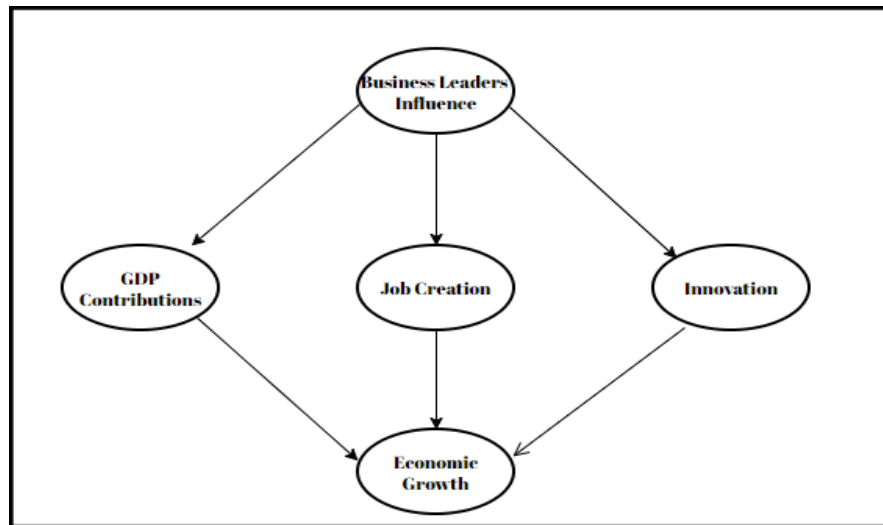 Business Leaders
Influence
GDP
Contributions
Job Creation
Innovation
Economic
Growth